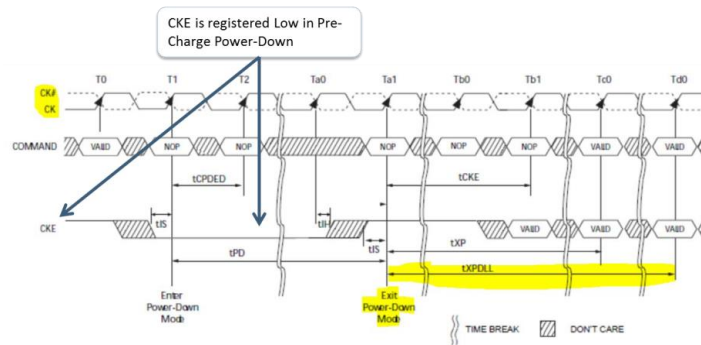 CKE is registered Low in Pre-
Charge Power-Down
T0 T1 T2 Ta0 Ta1 Tb0 Tb1 Tc0 Td0
CK#
CK
COMMAND VALID NOP NOP NOP NOP NOP VALID VALID
tCPDED tCKE
CKE tIS tIH tIS VALID VALID VALID
tPD tXP
tXPDLL
Enter
Power-Down
Mode
Exit
Power-Down
Mode
TIME BREAK DON'T CARE